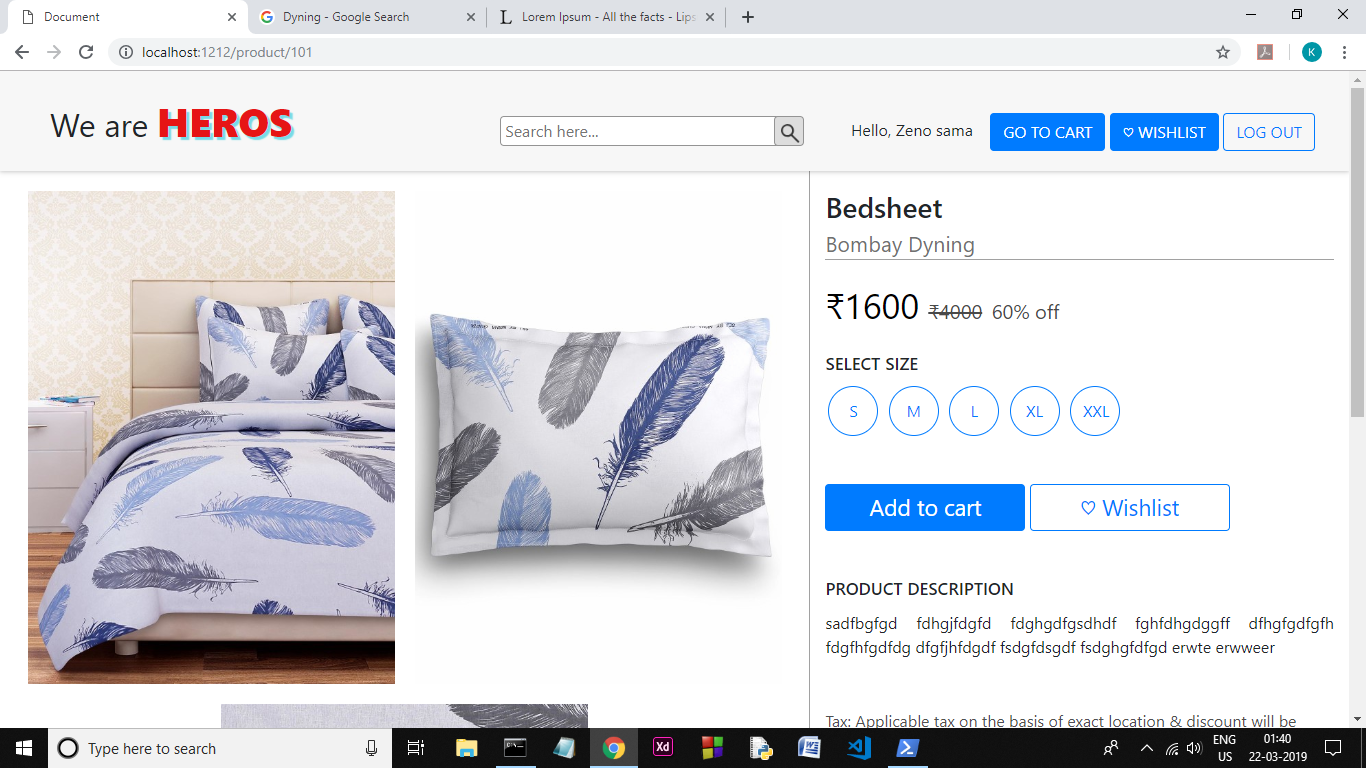 Document
Dyning - Google Search
Lorem Ipsum - All the facts - Lips
localhost:1212/product/101
K
We are HEROS
Search here...
Hello, Zeno sama
GO TO CART
♡ WISHLIST
LOG OUT
Bedsheet
Bombay Dyning
₹1600 ₹4000 60% off
SELECT SIZE
S M L XL XXL
Add to cart
♡ Wishlist
PRODUCT DESCRIPTION
sadfbgfgd fdhgjfdgfd fdghgdfgsdhdf fghfdhgdggff dfhgfgdfgfh
fdgfhfgdfdg dfgfjhfdgdf fsdgfdsgdf fsdghgfdfgd erwte erwweer
Tax: Applicable tax on the basis of exact location & discount will be
Type here to search
Xd
ENG
US
01:40
22-03-2019